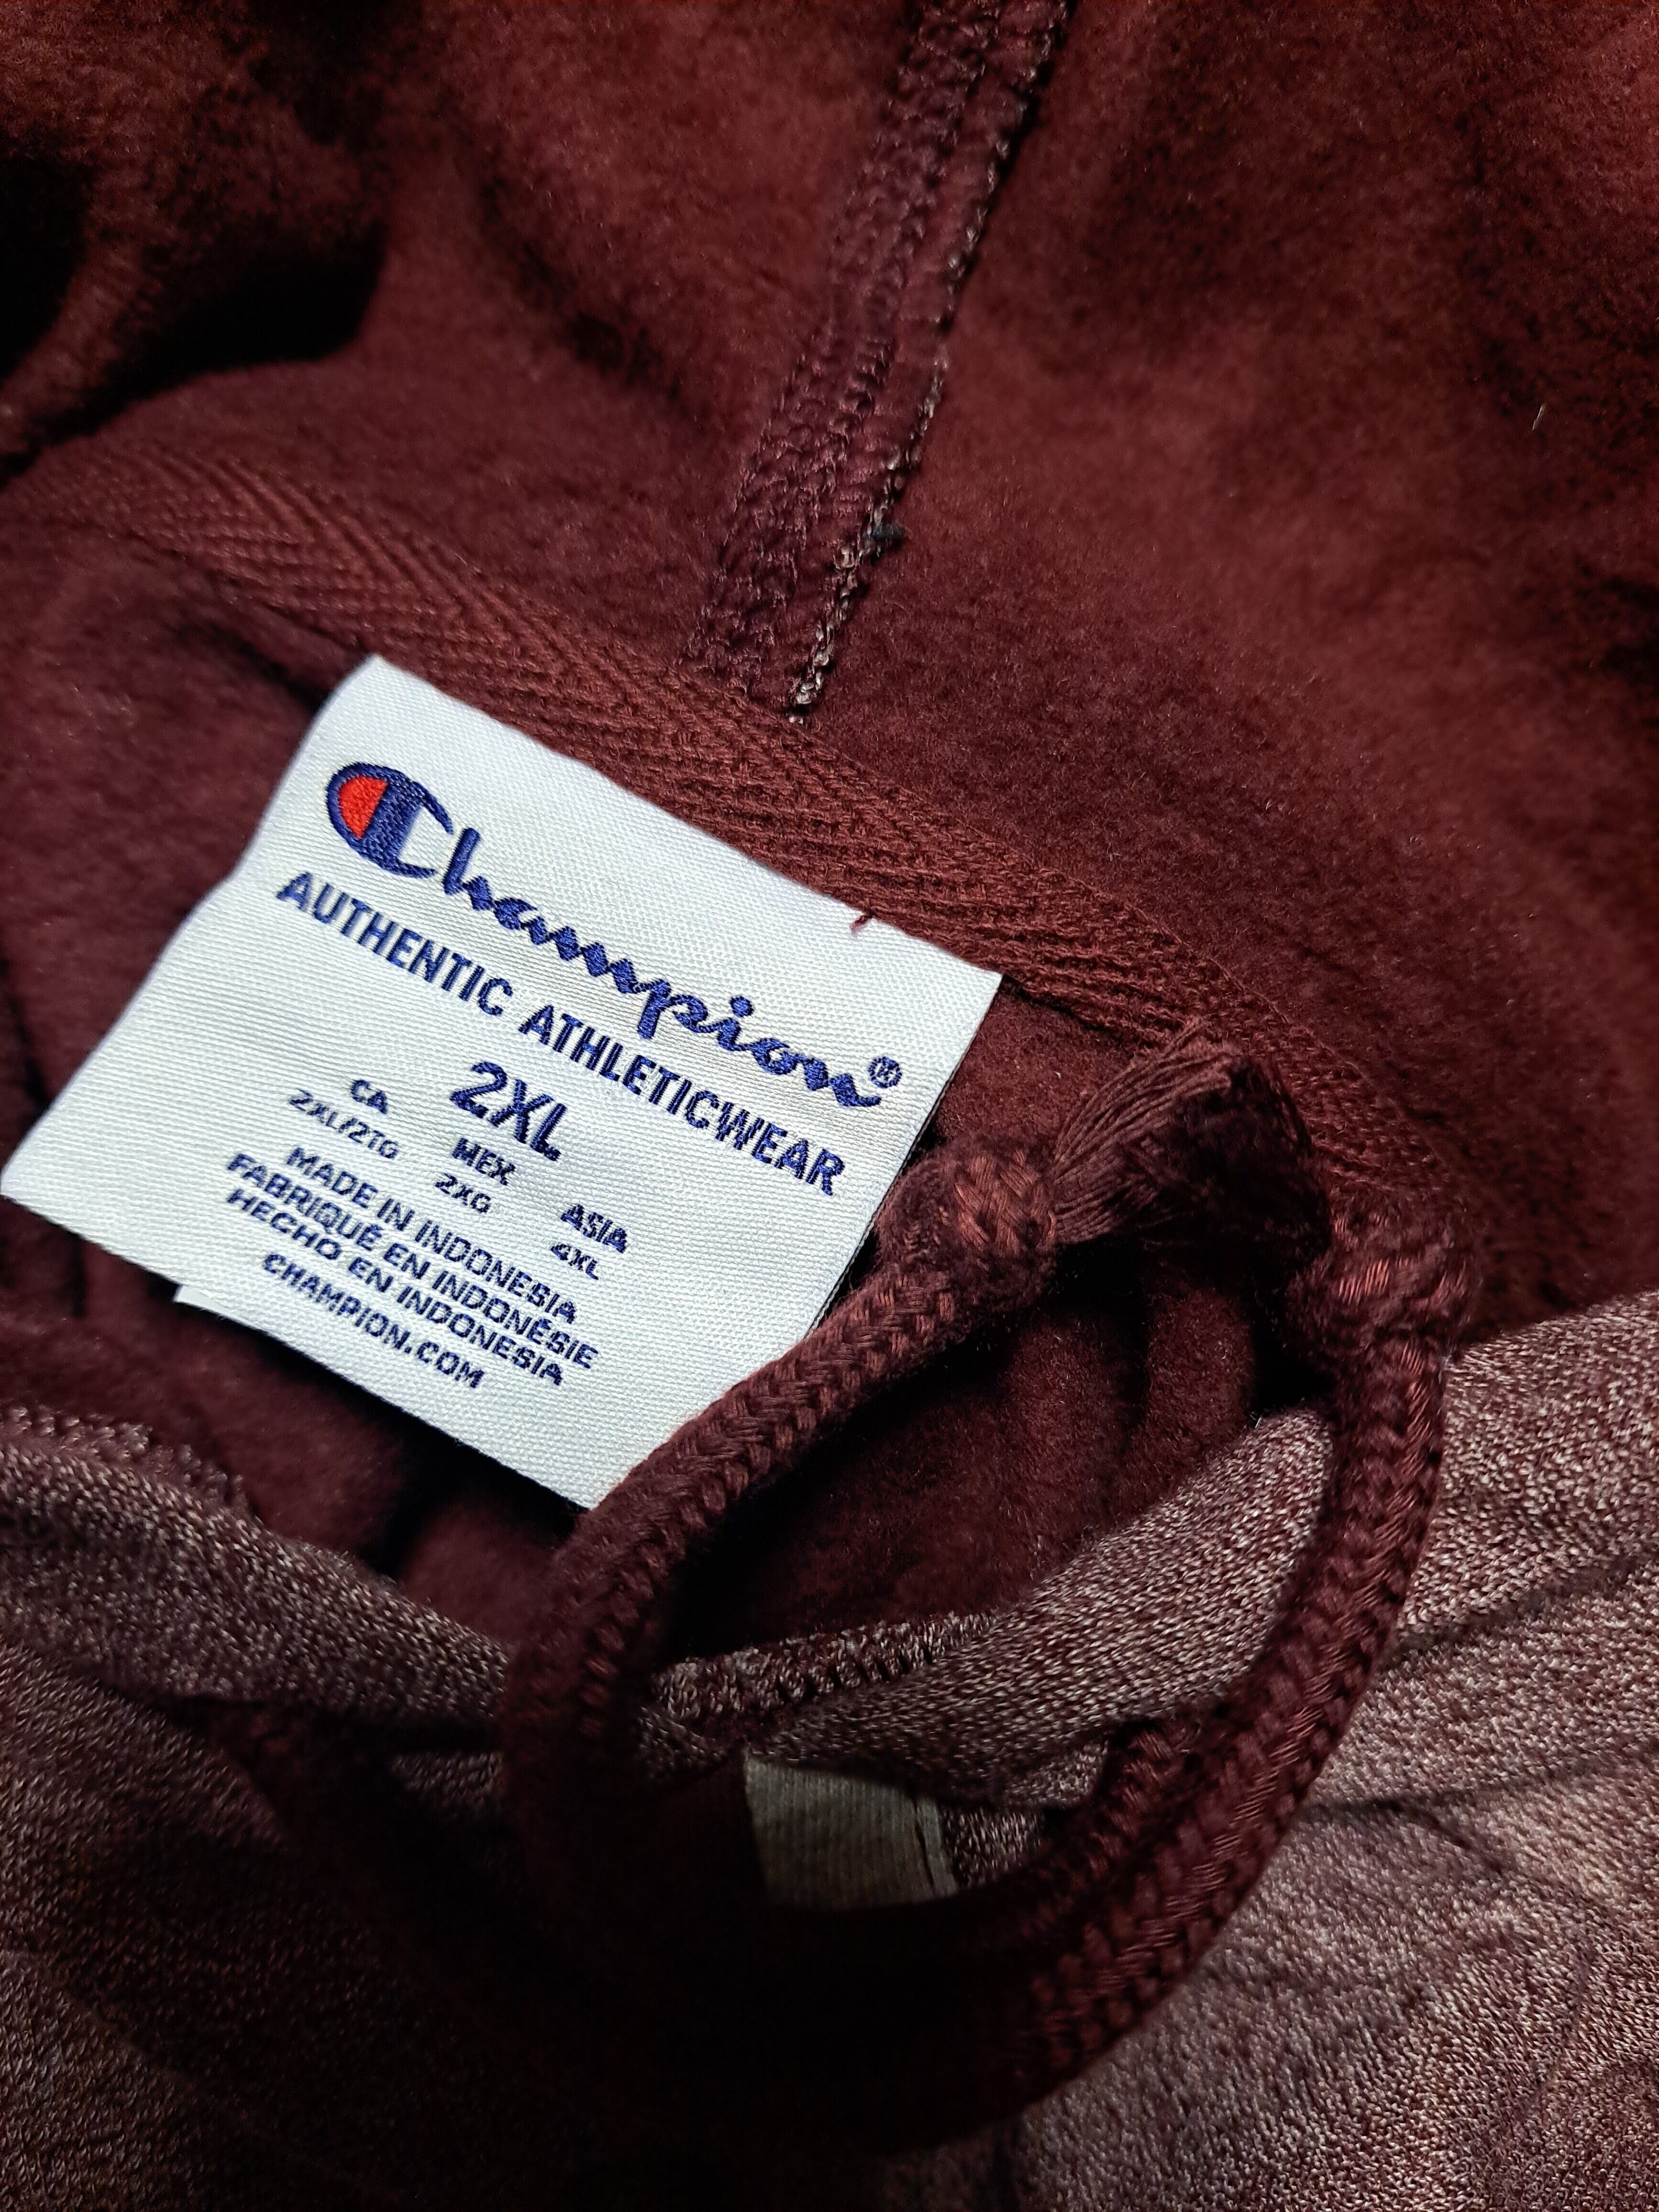 Champion®
AUTHENTIC ATHLETICWEAR
2XL
CA MEX ASIA
2XL/2TG 2XG 4XL
MADE IN INDONESIA
FABRIQUÉ EN INDONÉSIE
HECHO EN INDONESIA
CHAMPION.COM